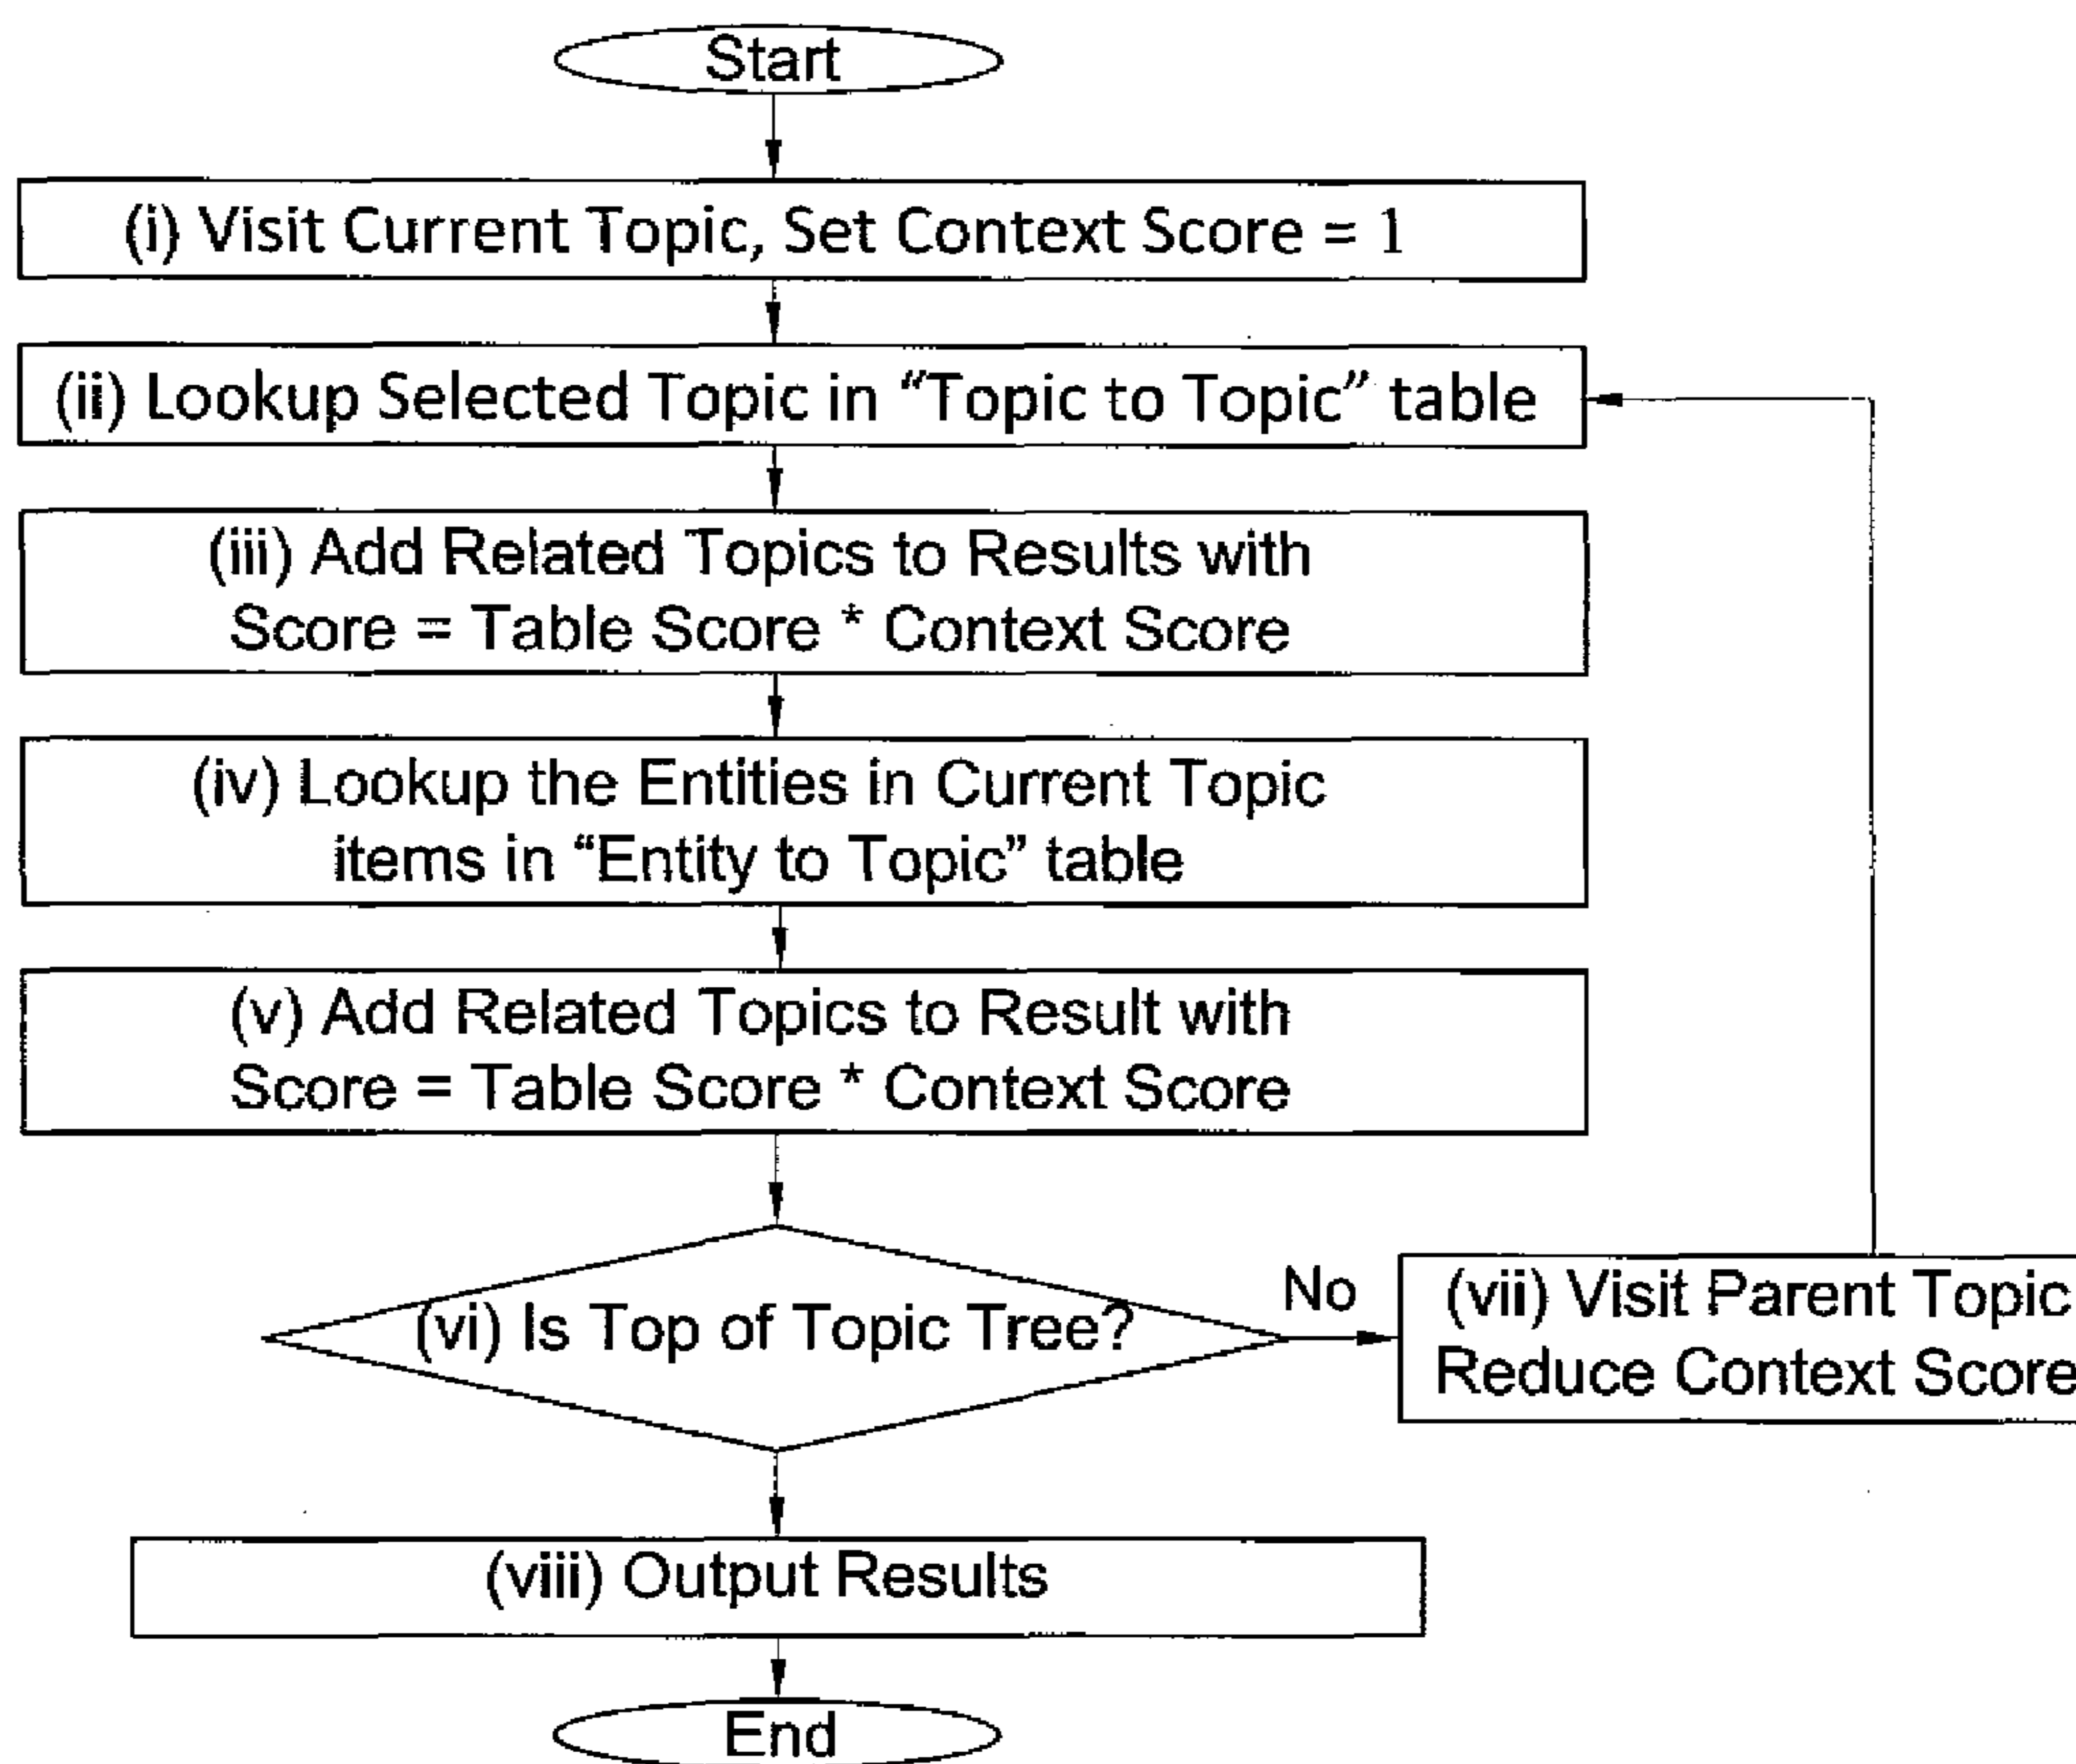 Start
(i) Visit Current Topic, Set Context Score = 1
(ii) Lookup Selected Topic in “Topic to Topic” table
(iii) Add Related Topics to Results with
Score = Table Score * Context Score
(iv) Lookup the Entities in Current Topic
items in “Entity to Topic” table
(v) Add Related Topics to Result with
Score = Table Score * Context Score
(vi) Is Top of Topic Tree?
No
(vii) Visit Parent Topic
Reduce Context Score
(viii) Output Results
End